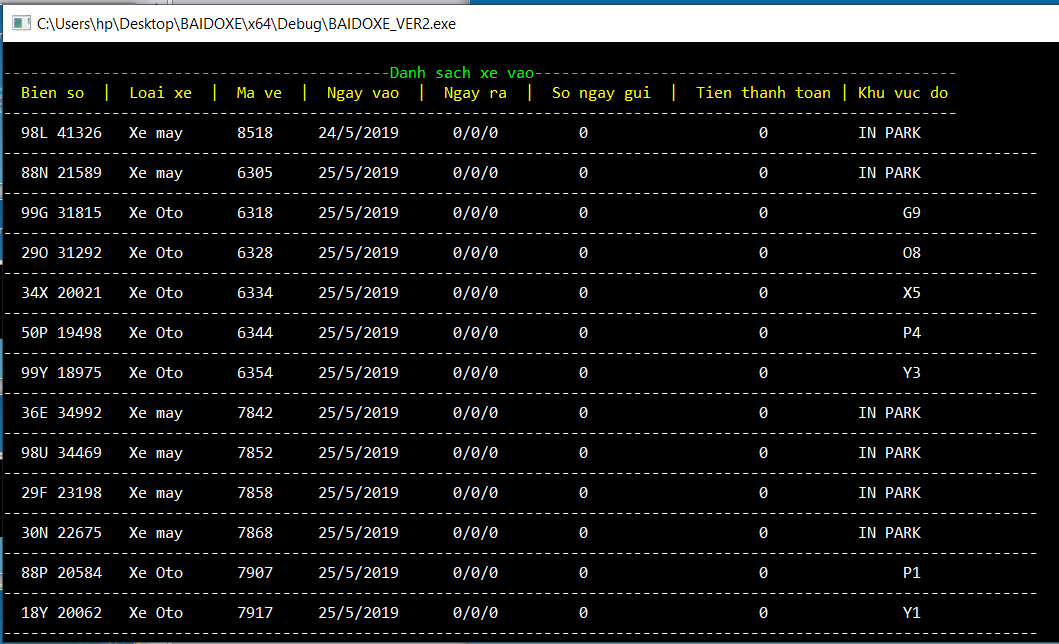 C:\Users\hp\Desktop\BAIDOXE\x64\Debug\BAIDOXE_VER2.exe
------------------------------------------Danh sach xe vao-----------------------------------------------
Bien so | Loai xe | Ma ve | Ngay vao | Ngay ra | So ngay gui | Tien thanh toan | Khu vuc do
98L 41326 Xe may 8518 24/5/2019 0/0/0 0 0 IN PARK
88N 21589 Xe may 6305 25/5/2019 0/0/0 0 0 IN PARK
99G 31815 Xe Oto 6318 25/5/2019 0/0/0 0 0 G9
29O 31292 Xe Oto 6328 25/5/2019 0/0/0 0 0 O8
34X 20021 Xe Oto 6334 25/5/2019 0/0/0 0 0 X5
50P 19498 Xe Oto 6344 25/5/2019 0/0/0 0 0 P4
99Y 18975 Xe Oto 6354 25/5/2019 0/0/0 0 0 Y3
36E 34992 Xe may 7842 25/5/2019 0/0/0 0 0 IN PARK
98U 34469 Xe may 7852 25/5/2019 0/0/0 0 0 IN PARK
29F 23198 Xe may 7858 25/5/2019 0/0/0 0 0 IN PARK
30N 22675 Xe may 7868 25/5/2019 0/0/0 0 0 IN PARK
88P 20584 Xe Oto 7907 25/5/2019 0/0/0 0 0 P1
18Y 20062 Xe Oto 7917 25/5/2019 0/0/0 0 0 Y1